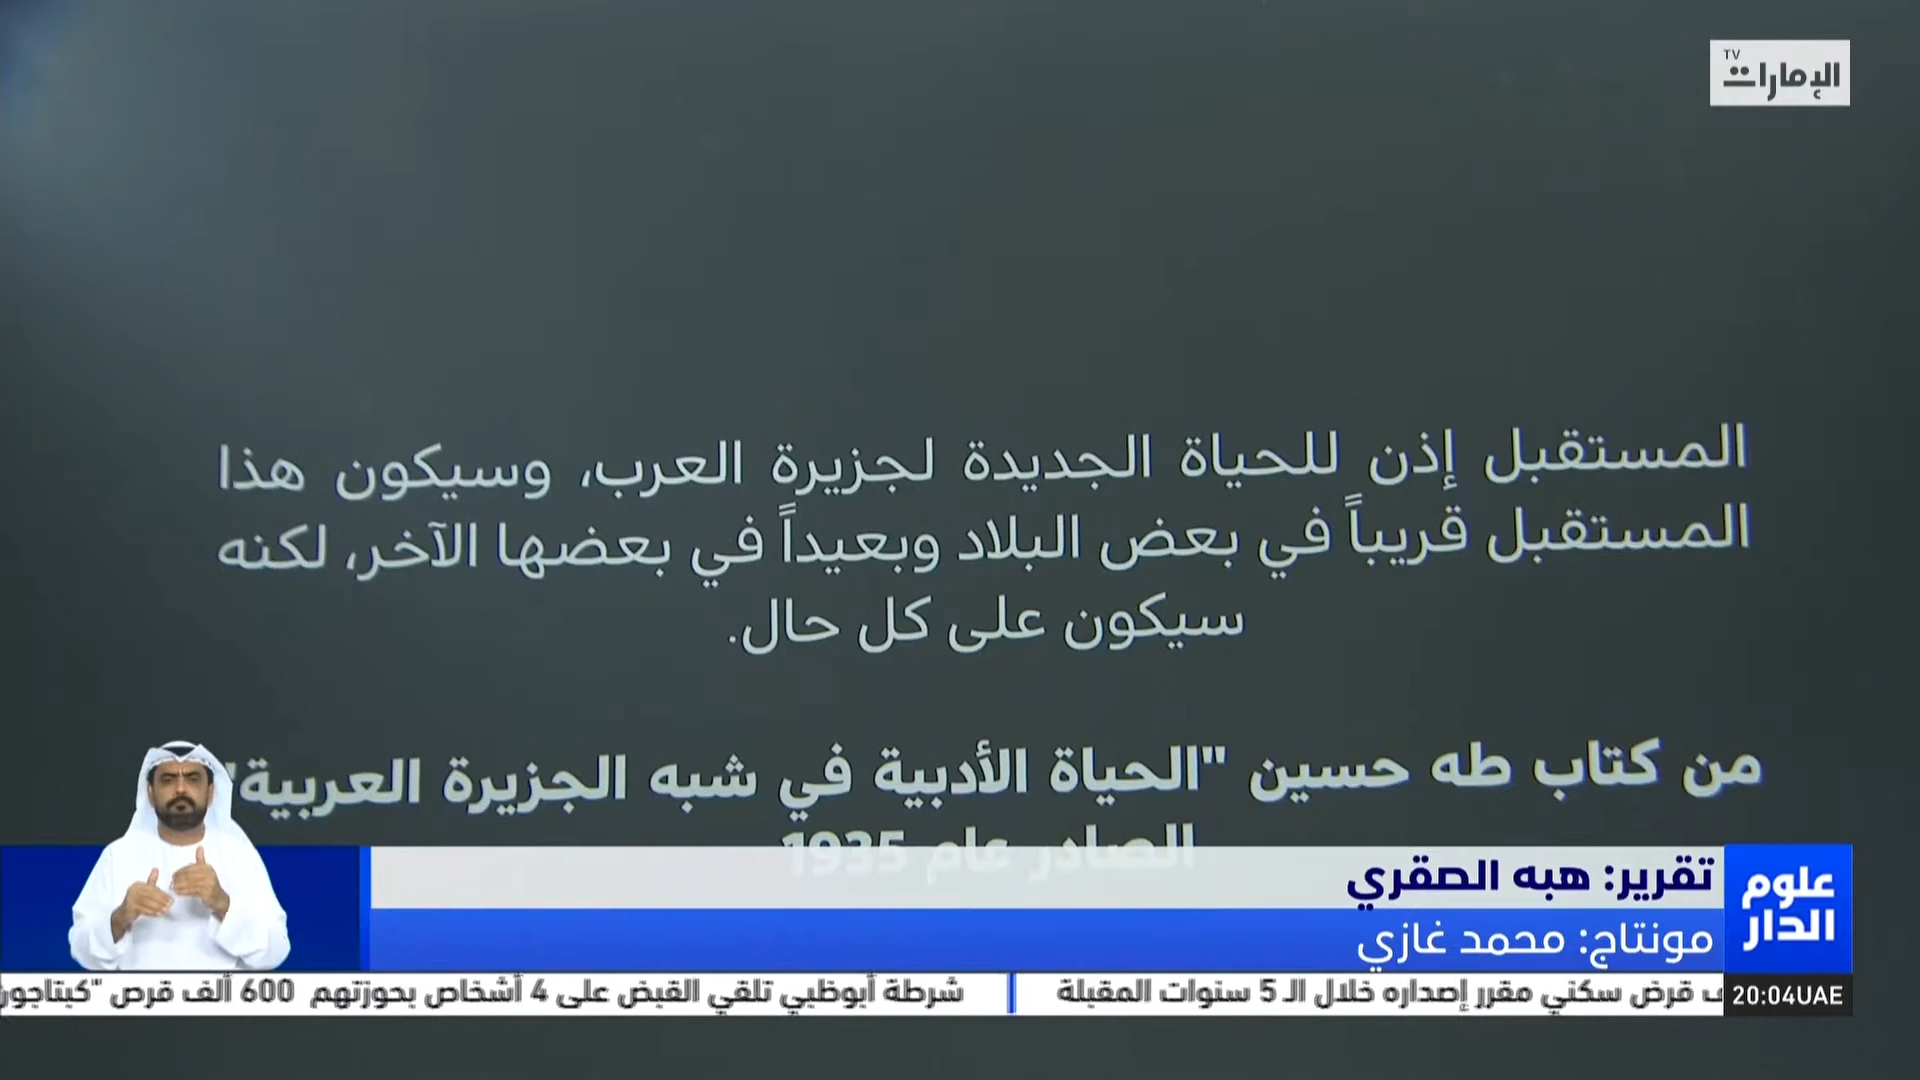 TV
الإمارات
المستقبل إذن للحياة الجديدة لجزيرة العرب، وسيكون هذا
المستقبل قريباً في بعض البلاد وبعيداً في بعضها الآخر، لكنه
سيكون على كل حال.
من كتاب طه حسين "الحياة الأدبية في شبه الجزيرة العربية"
الصادر عام 1935
تقرير: هبه الصقري
مونتاج: محمد غازي
علوم
الدار
قرض سكني مقرر إصداره خلال الـ 5 سنوات المقبلة
شرطة أبوظبي تلقي القبض على 4 أشخاص بحوزتهم 600 ألف قرص "كبتاجون
20:04UAE